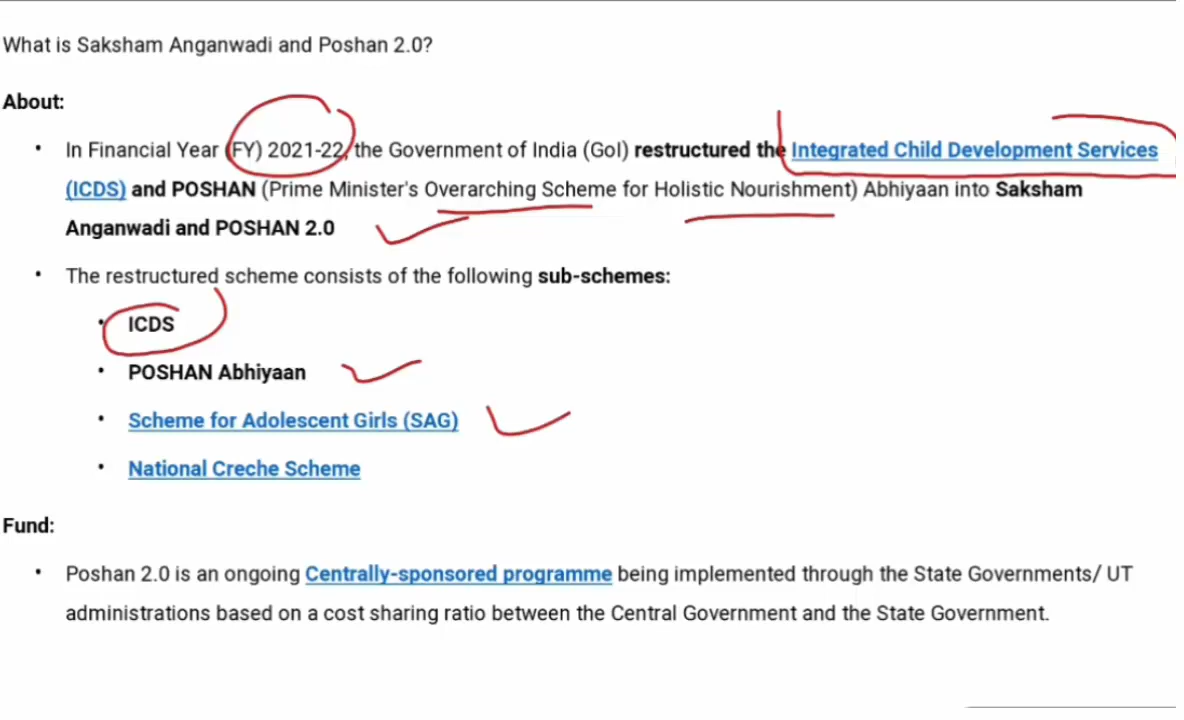 What is Saksham Anganwadi and Poshan 2.0?
About:
• In Financial Year (FY) 2021-22, the Government of India (GoI) restructured the Integrated Child Development Services
(ICDS) and POSHAN (Prime Minister's Overarching Scheme for Holistic Nourishment) Abhiyaan into Saksham
Anganwadi and POSHAN 2.0
• The restructured scheme consists of the following sub-schemes:
• ICDS
• POSHAN Abhiyaan
• Scheme for Adolescent Girls (SAG)
• National Creche Scheme
Fund:
• Poshan 2.0 is an ongoing Centrally-sponsored programme being implemented through the State Governments/ UT
administrations based on a cost sharing ratio between the Central Government and the State Government.